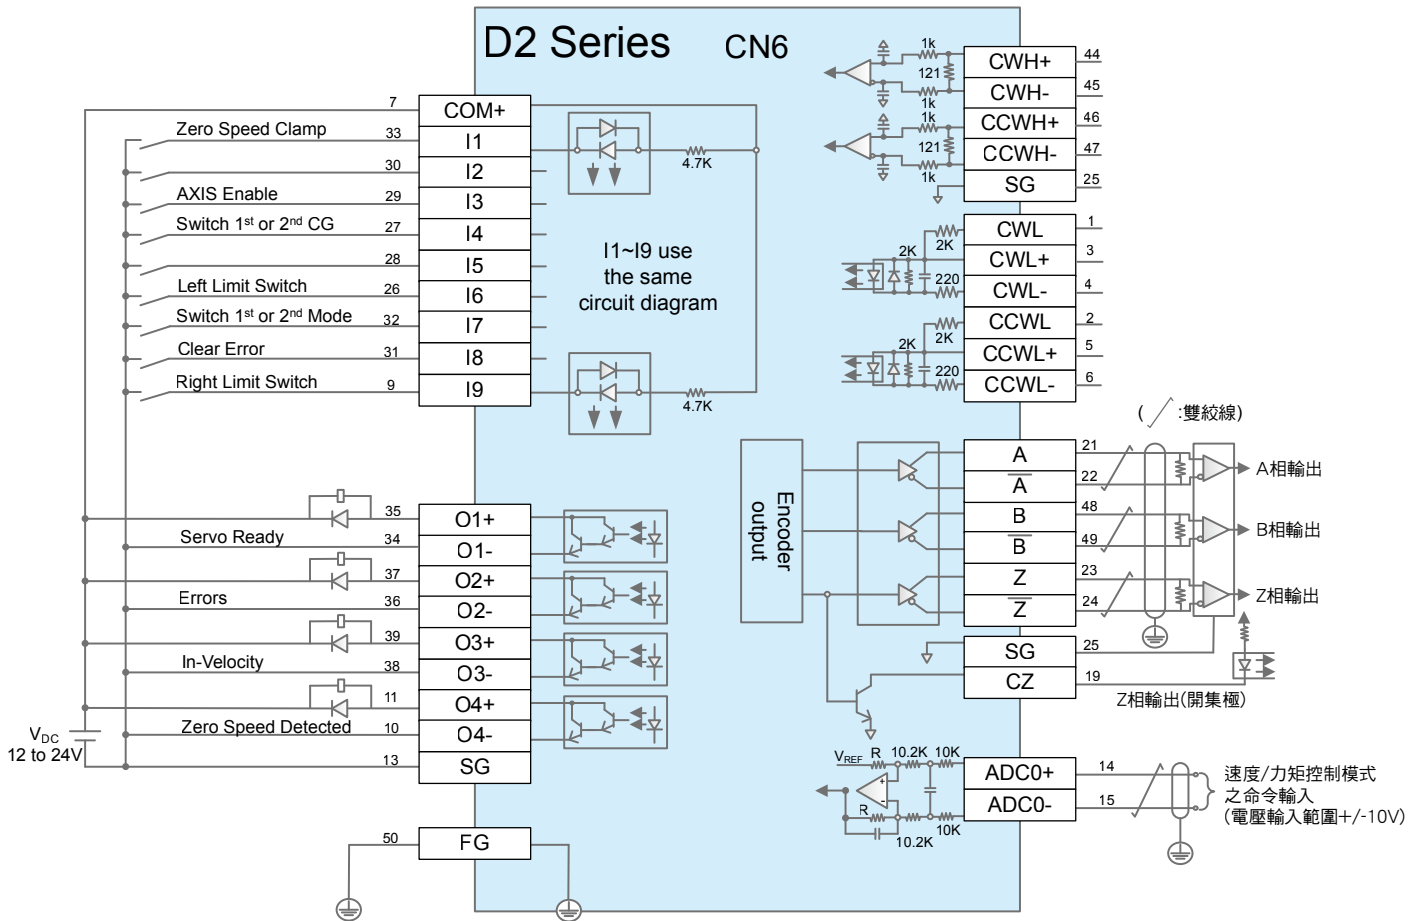 D2 Series CN6
7 COM+
Zero Speed Clamp 33 I1
30 I2
AXIS Enable 29 I3
Switch 1st or 2nd CG 27 I4
28 I5
Left Limit Switch 26 I6
Switch 1st or 2nd Mode 32 I7
Clear Error 31 I8
Right Limit Switch 9 I9
4.7K
I1~I9 use
the same
circuit diagram
4.7K
35 O1+
Servo Ready 34 O1-
37 O2+
Errors 36 O2-
39 O3+
In-Velocity 38 O3-
11 O4+
Zero Speed Detected 10 O4-
13 SG
VDC
12 to 24V
50 FG
1k
121
1k
CWH+ 44
CWH- 45
1k
121
1k
CCWH+ 46
CCWH- 47
SG 25
CWL 1
2K
2K
CWL+ 3
220
CWL- 4
CCWL 2
2K
2K
CCWL+ 5
220
CCWL- 6
( :雙絞線)
Encoder
output
A 21
A 22
A相輸出
B 48
B 49
B相輸出
Z 23
Z 24
Z相輸出
SG 25
CZ 19
Z相輸出(開集極)
VREF R 10.2K 10K
+
-
R 10.2K 10K
ADC0+ 14
ADC0- 15
速度/力矩控制模式
之命令輸入
(電壓輸入範圍+/-10V)